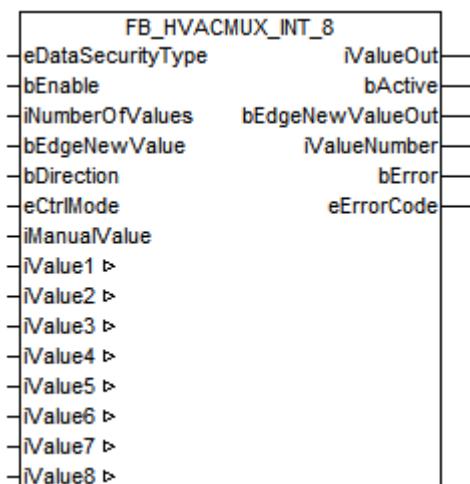 FB_HVACMUX_INT_8
eDataSecurityType iValueOut
bEnable bActive
iNumberOfValues bEdgeNewValueOut
bEdgeNewValue iValueNumber
bDirection bError
eCtrlMode eErrorCode
iManualValue
iValue1 ▷
iValue2 ▷
iValue3 ▷
iValue4 ▷
iValue5 ▷
iValue6 ▷
iValue7 ▷
iValue8 ▷